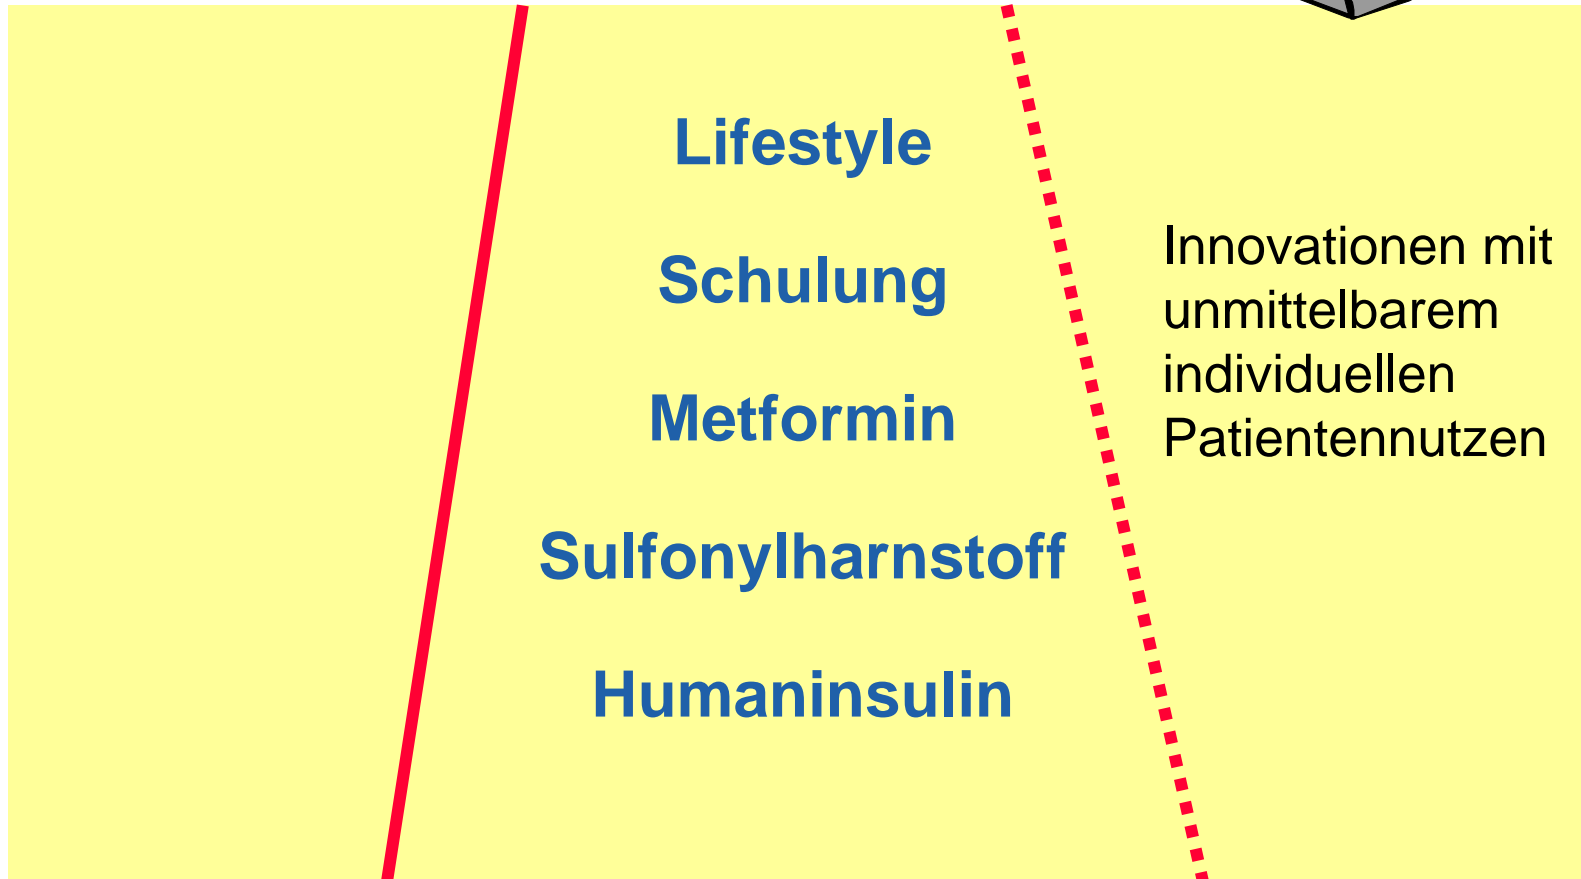 Lifestyle
Schulung
Metformin
Sulfonylharnstoff
Humaninsulin
Innovationen mit
unmittelbarem
individuellen
Patientennutzen